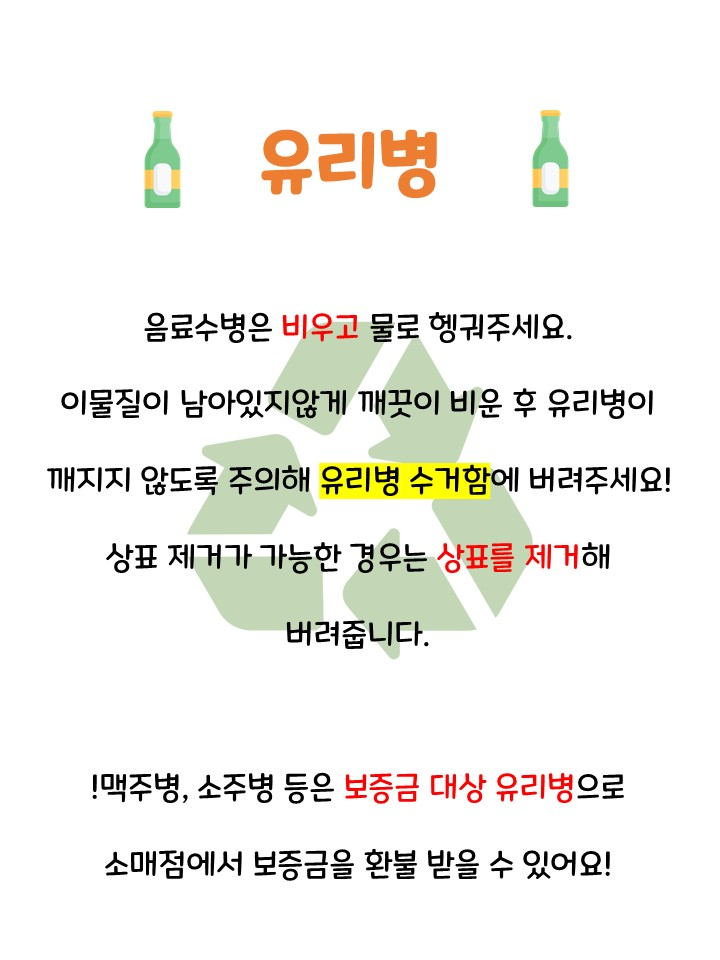 유리병
음료수병은 비우고 물로 헹궈주세요.
이물질이 남아있지않게 깨끗이 비운 후 유리병이
깨지지 않도록 주의해 유리병 수거함에 버려주세요!
상표 제거가 가능한 경우는 상표를 제거해
버려줍니다.
!맥주병, 소주병 등은 보증금 대상 유리병으로
소매점에서 보증금을 환불 받을 수 있어요!